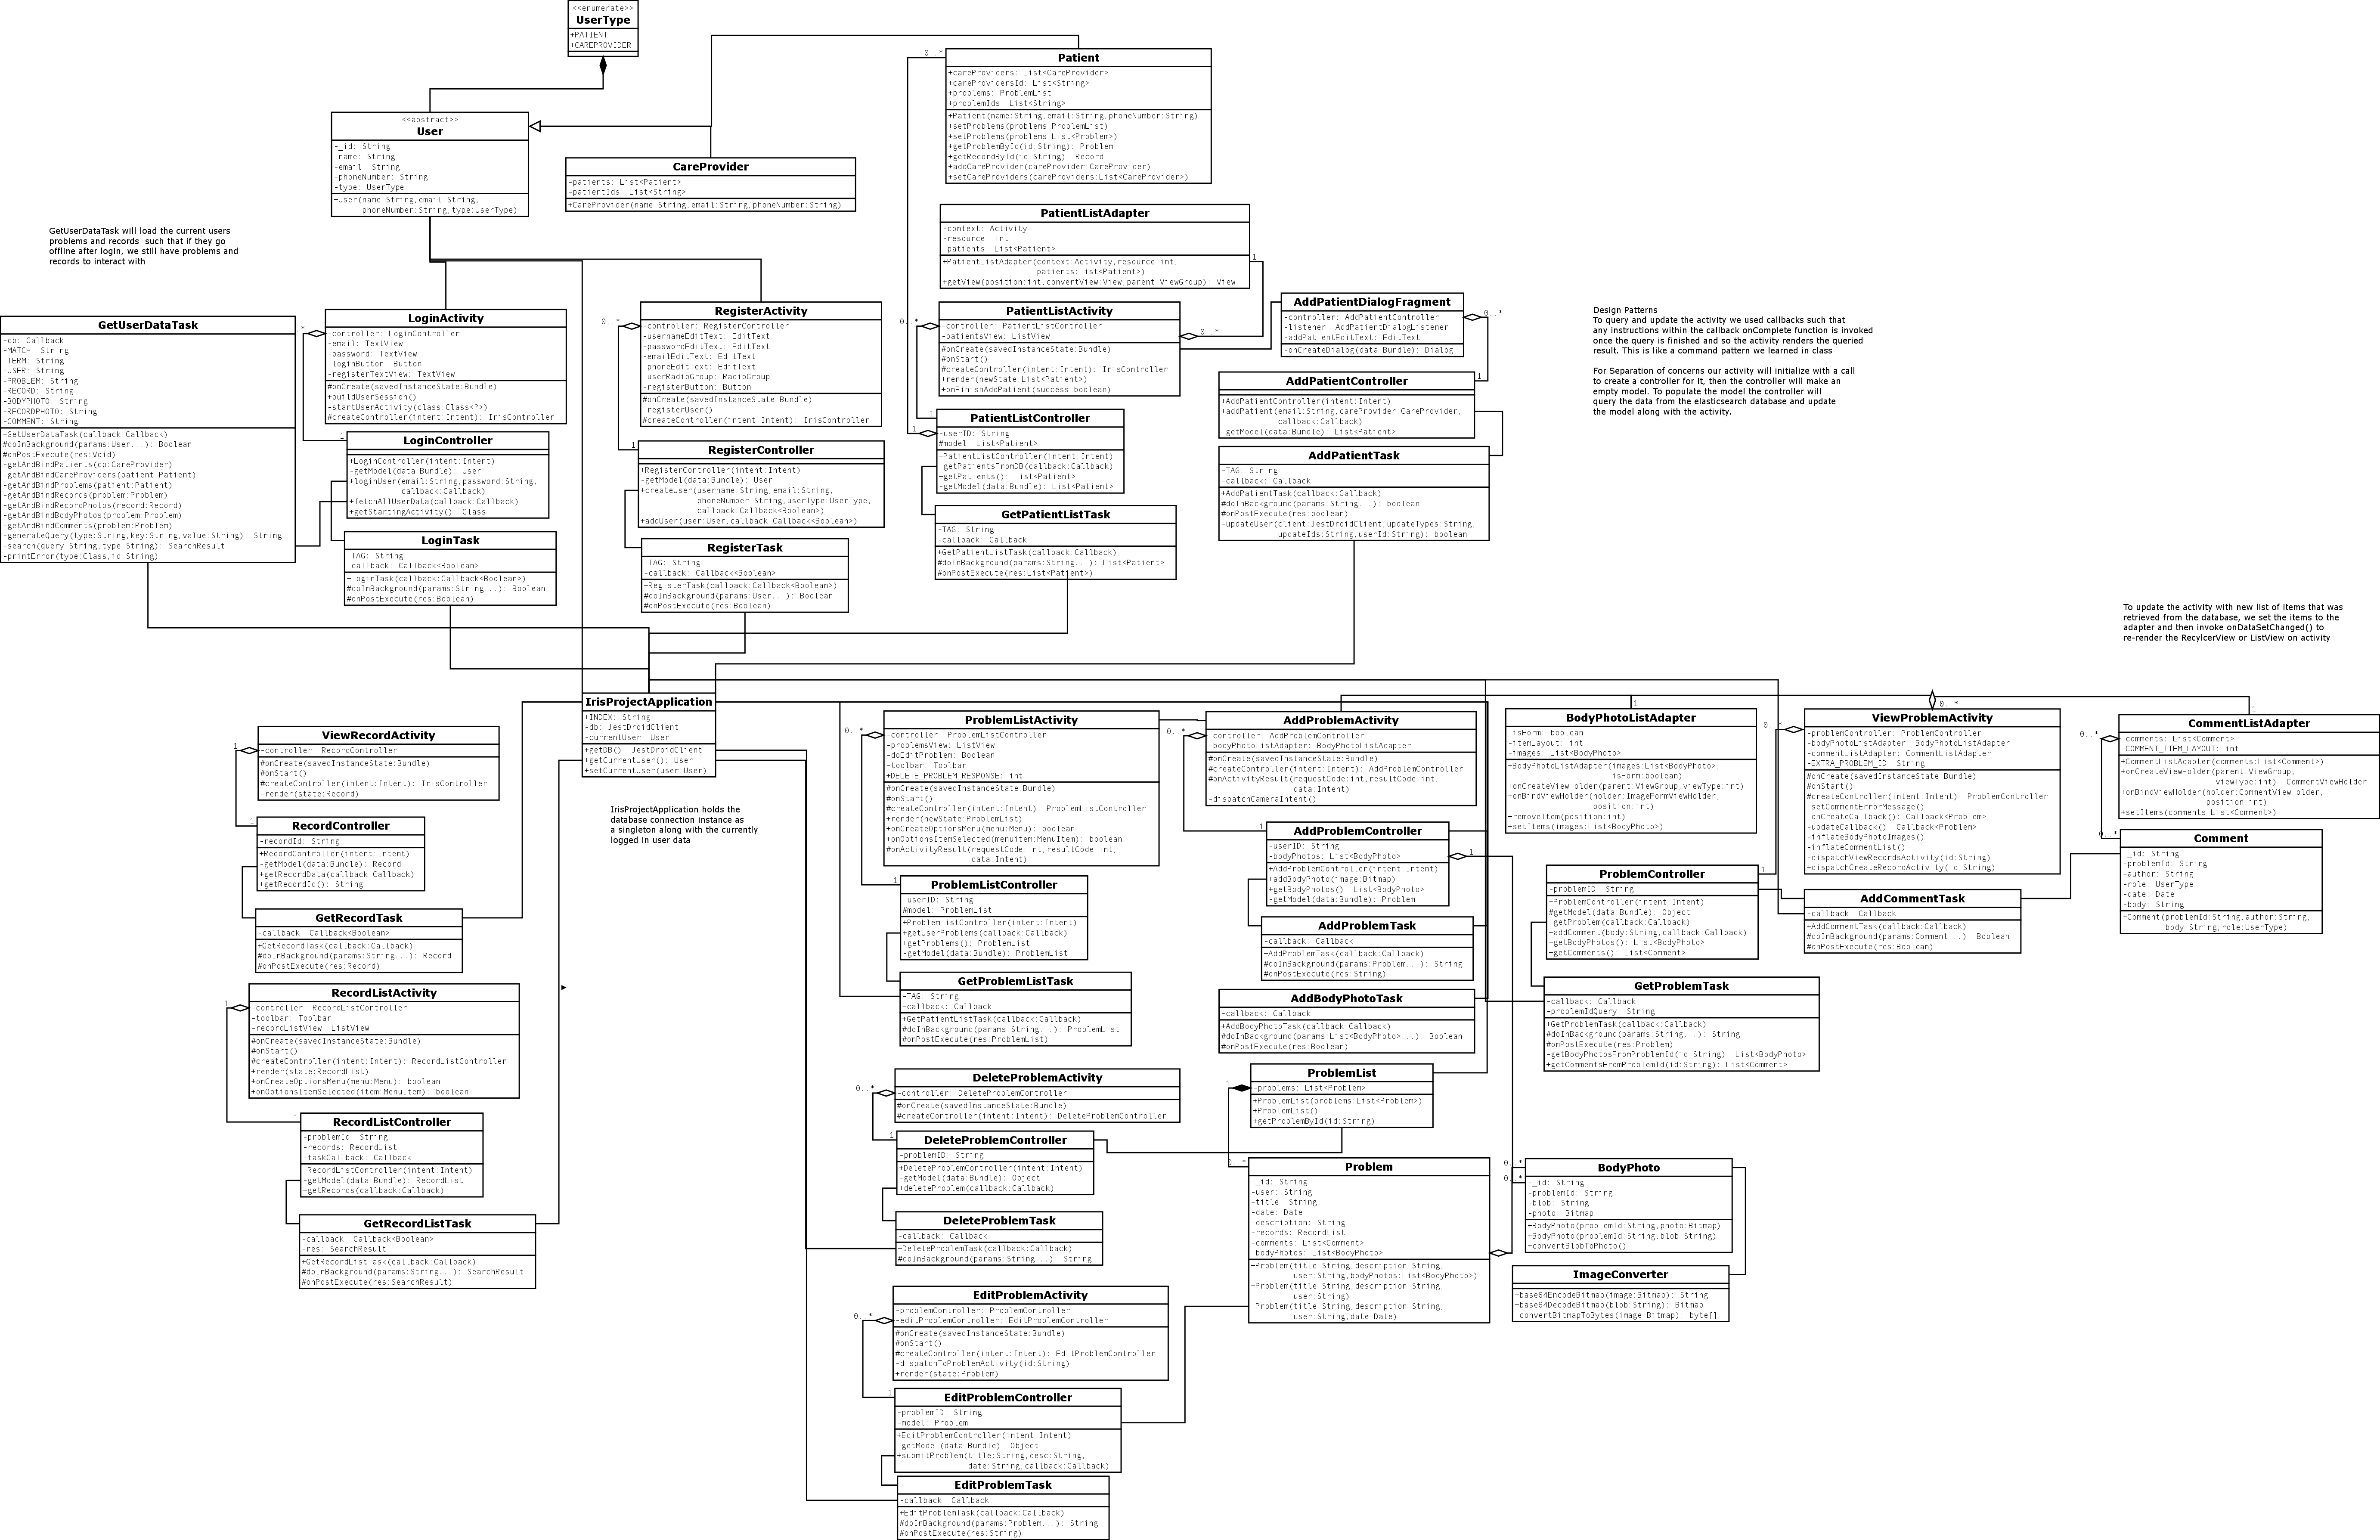 <<enumerate>>
UserType
+PATIENT
+CAREPROVIDER
<<abstract>>
User
-_id: String
-name: String
-email: String
-phoneNumber: String
-type: UserType
+User(name:String,email:String,
phoneNumber:String,type:UserType)
CareProvider
-patients: List<Patient>
-patientIds: List<String>
+CareProvider(name:String,email:String,phoneNumber:String)
0..*
Patient
+careProviders: List<CareProvider>
+careProvidersId: List<String>
+problems: ProblemList
+problemIds: List<String>
+Patient(name:String,email:String,phoneNumber:String)
+setProblems(problems:ProblemList)
+setProblems(problems:List<Problem>)
+getProblemById(id:String): Problem
+getRecordById(id:String): Record
+addCareProvider(careProvider:CareProvider)
+setCareProviders(careProviders:List<CareProvider>)
GetUserDataTask will load the current users
problems and records  such that if they go
offline after login, we still have problems and
records to interact with
GetUserDataTask
-cb: Callback
-MATCH: String
-TERM: String
-USER: String
-PROBLEM: String
-RECORD: String
-BODYPHOTO: String
-RECORDPHOTO: String
-COMMENT: String
+GetUserDataTask(callback:Callback)
#doInBackground(params:User...): Boolean
#onPostExecute(res:Void)
-getAndBindPatients(cp:CareProvider)
-getAndBindCareProviders(patient:Patient)
-getAndBindProblems(patient:Patient)
-getAndBindRecords(problem:Problem)
-getAndBindRecordPhotos(record:Record)
-getAndBindBodyPhotos(problem:Problem)
-getAndBindComments(problem:Problem)
-generateQuery(type:String,key:String,value:String): String
-search(query:String,type:String): SearchResult
-printError(type:Class,id:String)
*
LoginActivity
-controller: LoginController
-email: TextView
-password: TextView
-loginButton: Button
-registerTextView: TextView
#onCreate(savedInstanceState:Bundle)
+buildUserSession()
-startUserActivity(class:Class<?>)
#createController(intent:Intent): IrisController
1
LoginController
+LoginController(intent:Intent)
-getModel(data:Bundle): User
+loginUser(email:String,password:String,
callback:Callback)
+fetchAllUserData(callback:Callback)
+getStartingActivity(): Class
LoginTask
-TAG: String
-callback: Callback<Boolean>
+LoginTask(callback:Callback<Boolean>)
#doInBackground(params:String...): Boolean
#onPostExecute(res:Boolean)
0..*
RegisterActivity
-controller: RegisterController
-usernameEditText: EditText
-passwordEditText: EditText
-emailEditText: EditText
-phoneEditText: EditText
-userRadioGroup: RadioGroup
-registerButton: Button
#onCreate(savedInstanceState:Bundle)
-registerUser()
#createController(intent:Intent): IrisController
1
RegisterController
+RegisterController(intent:Intent)
-getModel(data:Bundle): User
+createUser(username:String,email:String,
phoneNumber:String,userType:UserType,
callback:Callback<Boolean>)
+addUser(user:User,callback:Callback<Boolean>)
RegisterTask
-TAG: String
-callback: Callback<Boolean>
+RegisterTask(callback:Callback<Boolean>)
#doInBackground(params:User...): Boolean
#onPostExecute(res:Boolean)
PatientListAdapter
-context: Activity
-resource: int
-patients: List<Patient>
+PatientListAdapter(context:Activity,resource:int,
patients:List<Patient>)
+getView(position:int,convertView:View,parent:ViewGroup): View
1
0..*
PatientListActivity
-controller: PatientListController
-patientsView: ListView
#onCreate(savedInstanceState:Bundle)
#onStart()
#createController(intent:Intent): IrisController
+render(newState:List<Patient>)
+onFinishAddPatient(success:boolean)
0..*
1
1
PatientListController
-userID: String
#model: List<Patient>
+PatientListController(intent:Intent)
+getPatientsFromDB(callback:Callback)
+getPatients(): List<Patient>
-getModel(data:Bundle): List<Patient>
GetPatientListTask
-TAG: String
-callback: Callback
+GetPatientListTask(callback:Callback)
#doInBackground(params:String...): List<Patient>
#onPostExecute(res:List<Patient>)
AddPatientDialogFragment
-controller: AddPatientController
-listener: AddPatientDialogListener
-addPatientEditText: EditText
-onCreateDialog(data:Bundle): Dialog
0..*
1
AddPatientController
+AddPatientController(intent:Intent)
+addPatient(email:String,careProvider:CareProvider,
callback:Callback)
-getModel(data:Bundle): List<Patient>
AddPatientTask
-TAG: String
-callback: Callback
+AddPatientTask(callback:Callback)
#doInBackground(params:String...): boolean
#onPostExecute(res:boolean)
-updateUser(client:JestDroidClient,updateTypes:String,
updateIds:String,userId:String): boolean
Design Patterns
To query and update the activity we used callbacks such that
any instructions within the callback onComplete function is invoked
once the query is finished and so the activity renders the queried
result. This is like a command pattern we learned in class
For Separation of concerns our activity will initialize with a call
to create a controller for it, then the controller will make an
empty model. To populate the model the controller will
query the data from the elasticsearch database and update
the model along with the activity.
To update the activity with new list of items that was
retrieved from the database, we set the items to the
adapter and then invoke onDataSetChanged() to
re-render the RecylcerView or ListView on activity
IrisProjectApplication
+INDEX: String
-db: JestDroidClient
-currentUser: User
+getDB(): JestDroidClient
+getCurrentUser(): User
+setCurrentUser(user:User)
IrisProjectApplication holds the
database connection instance as
a singleton along with the currently
logged in user data
1
ViewRecordActivity
-controller: RecordController
#onCreate(savedInstanceState:Bundle)
#onStart()
#createController(intent:Intent): IrisController
-render(state:Record)
1
RecordController
-recordId: String
+RecordController(intent:Intent)
-getModel(data:Bundle): Record
+getRecordData(callback:Callback)
+getRecordId(): String
GetRecordTask
-callback: Callback<Boolean>
+GetRecordTask(callback:Callback)
#doInBackground(params:String...): Record
#onPostExecute(res:Record)
1
RecordListActivity
-controller: RecordListController
-toolbar: Toolbar
-recordListView: ListView
#onCreate(savedInstanceState:Bundle)
#onStart()
#createController(intent:Intent): RecordListController
+render(state:RecordList)
+onCreateOptionsMenu(menu:Menu): boolean
+onOptionsItemSelected(item:MenuItem): boolean
1
RecordListController
-problemId: String
-records: RecordList
-taskCallback: Callback
+RecordListController(intent:Intent)
-getModel(data:Bundle): RecordList
+getRecords(callback:Callback)
GetRecordListTask
-callback: Callback<Boolean>
-res: SearchResult
+GetRecordListTask(callback:Callback)
#doInBackground(params:String...): SearchResult
#onPostExecute(res:SearchResult)
0..*
ProblemListActivity
-controller: ProblemListController
-problemsView: ListView
-doEditProblem: Boolean
-toolbar: Toolbar
+DELETE_PROBLEM_RESPONSE: int
#onCreate(savedInstanceState:Bundle)
#onStart()
#createController(intent:Intent): ProblemListController
+render(newState:ProblemList)
+onCreateOptionsMenu(menu:Menu): boolean
+onOptionsItemSelected(menuitem:MenuItem): boolean
#onActivityResult(requestCode:int,resultCode:int,
data:Intent)
1
ProblemListController
-userID: String
#model: ProblemList
+ProblemListController(intent:Intent)
+getUserProblems(callback:Callback)
+getProblems(): ProblemList
-getModel(data:Bundle): ProblemList
GetProblemListTask
-TAG: String
-callback: Callback
+GetPatientListTask(callback:Callback)
#doInBackground(params:String...): ProblemList
#onPostExecute(res:ProblemList)
0..*
AddProblemActivity
-controller: AddProblemController
-bodyPhotoListAdapter: BodyPhotoListAdapter
#onCreate(savedInstanceState:Bundle)
#createController(intent:Intent): AddProblemController
#onActivityResult(requestCode:int,resultCode:int,
data:Intent)
-dispatchCameraIntent()
1
AddProblemController
-userID: String
-bodyPhotos: List<BodyPhoto>
+AddProblemController(intent:Intent)
+addBodyPhoto(image:Bitmap)
+getBodyPhotos(): List<BodyPhoto>
-getModel(data:Bundle): Problem
1
AddProblemTask
-callback: Callback
+AddProblemTask(callback:Callback)
#doInBackground(params:Problem...): String
#onPostExecute(res:String)
AddBodyPhotoTask
-callback: Callback
+AddBodyPhotoTask(callback:Callback)
#doInBackground(params:List<BodyPhoto>...): Boolean
#onPostExecute(res:Boolean)
1
BodyPhotoListAdapter
-isForm: boolean
-itemLayout: int
-images: List<BodyPhoto>
+BodyPhotoListAdapter(images:List<BodyPhoto>,
isForm:boolean)
+onCreateViewHolder(parent:ViewGroup,viewType:int)
+onBindViewHolder(holder:ImageFormViewHolder,
position:int)
+removeItem(position:int)
+setItems(images:List<BodyPhoto>)
0..*
0..*
ViewProblemActivity
-problemController: ProblemController
-bodyPhotoListAdapter: BodyPhotoListAdapter
-commentListAdapter: CommentListAdapter
-EXTRA_PROBLEM_ID: String
#onCreate(savedInstanceState:Bundle)
#onStart()
#createController(intent:Intent): ProblemController
-setCommentErrorMessage()
-onCreateCallback(): Callback<Problem>
-updateCallback(): Callback<Problem>
-inflateBodyPhotoImages()
-inflateCommentList()
-dispatchViewRecordsActivity(id:String)
+dispatchCreateRecordActivity(id:String)
1
0..*
CommentListAdapter
-comments: List<Comment>
-COMMENT_ITEM_LAYOUT: int
+CommentListAdapter(comments:List<Comment>)
+onCreateViewHolder(parent:ViewGroup,
viewType:int): CommentViewHolder
+onBindViewHolder(holder:CommentViewHolder,
position:int)
+setItems(comments:List<Comment>)
0..*
Comment
-_id: String
-problemId: String
-author: String
-role: UserType
-date: Date
-body: String
+Comment(problemId:String,author:String,
body:String,role:UserType)
1
ProblemController
-problemID: String
+ProblemController(intent:Intent)
#getModel(data:Bundle): Object
+getProblem(callback:Callback)
+addComment(body:String,callback:Callback)
+getBodyPhotos(): List<BodyPhoto>
+getComments(): List<Comment>
AddCommentTask
-callback: Callback
+AddCommentTask(callback:Callback)
#doInBackground(params:Comment...): Boolean
#onPostExecute(res:Boolean)
GetProblemTask
-callback: Callback
-problemIdQuery: String
+GetProblemTask(callback:Callback)
#doInBackground(params:String...): String
#onPostExecute(res:Problem)
-getBodyPhotosFromProblemId(id:String): List<BodyPhoto>
+getCommentsFromProblemId(id:String): List<Comment>
0..*
DeleteProblemActivity
-controller: DeleteProblemController
#onCreate(savedInstanceState:Bundle)
#createController(intent:Intent): DeleteProblemController
1
DeleteProblemController
-problemID: String
+DeleteProblemController(intent:Intent)
-getModel(data:Bundle): Object
+deleteProblem(callback:Callback)
DeleteProblemTask
-callback: Callback
+DeleteProblemTask(callback:Callback)
#doInBackground(params:String...): String
1
ProblemList
-problems: List<Problem>
+ProblemList(problems:List<Problem>)
+ProblemList()
+getProblemById(id:String)
0..*
Problem
-_id: String
-user: String
-title: String
-date: Date
-description: String
-records: RecordList
-comments: List<Comment>
-bodyPhotos: List<BodyPhoto>
+Problem(title:String,description:String,
user:String,bodyPhotos:List<BodyPhoto>)
+Problem(title:String,description:String,
user:String)
+Problem(title:String,description:String,
user:String,date:Date)
0..*
0..*
BodyPhoto
-_id: String
-problemId: String
-blob: String
-photo: Bitmap
+BodyPhoto(problemId:String,photo:Bitmap)
+BodyPhoto(problemId:String,blob:String)
+convertBlobToPhoto()
ImageConverter
+base64EncodeBitmap(image:Bitmap): String
+base64DecodeBitmap(blob:String): Bitmap
+convertBitmapToBytes(image:Bitmap): byte[]
0..*
EditProblemActivity
-problemController: ProblemController
-editProblemController: EditProblemController
#onCreate(savedInstanceState:Bundle)
#onStart()
#createController(intent:Intent): EditProblemController
-dispatchToProblemActivity(id:String)
+render(state:Problem)
1
EditProblemController
-problemID: String
-model: Problem
+EditProblemController(intent:Intent)
-getModel(data:Bundle): Object
+submitProblem(title:String,desc:String,
date:String,callback:Callback)
EditProblemTask
-callback: Callback
+EditProblemTask(callback:Callback)
#doInBackground(params:Problem...): String
#onPostExecute(res:String)